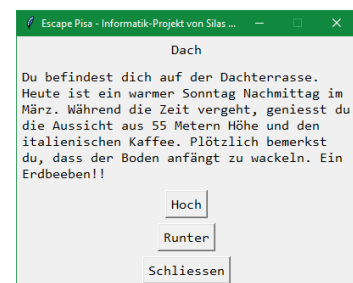 Escape Pisa - Informatik-Projekt von Silas ...
Dach
Du befindest dich auf der Dachterrasse.
Heute ist ein warmer Sonntag Nachmittag im
März. Während die Zeit vergeht, geniesst du
die Aussicht aus 55 Metern Höhe und den
italienischen Kaffee. Plötzlich bemerkst
du, dass der Boden anfängt zu wackeln. Ein
Erdbeeben!!
Hoch
Runter
Schliessen